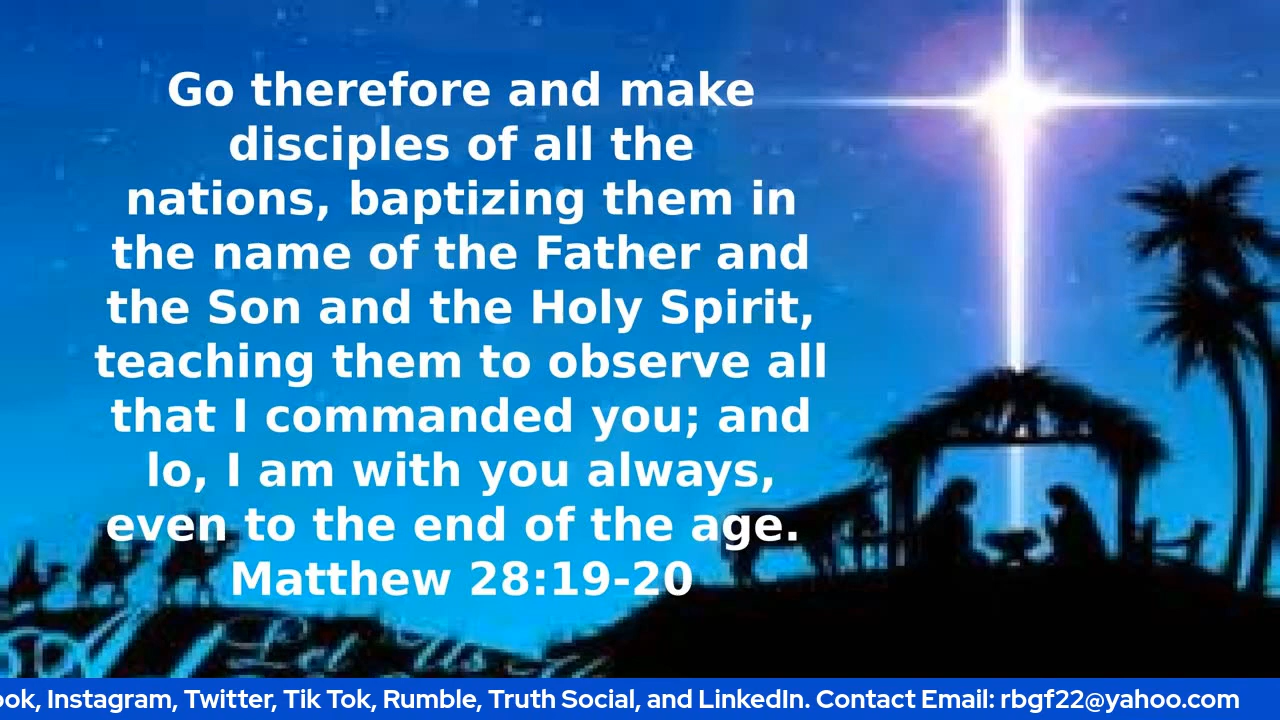 Go therefore and make
disciples of all the
nations, baptizing them in
the name of the Father and
the Son and the Holy Spirit,
teaching them to observe all
that I commanded you; and
lo, I am with you always,
even to the end of the age.
Matthew 28:19-20
Let Us
Instagram, Twitter, Tik Tok, Rumble, Truth Social, and LinkedIn. Contact Email: rbgf22@yahoo.com